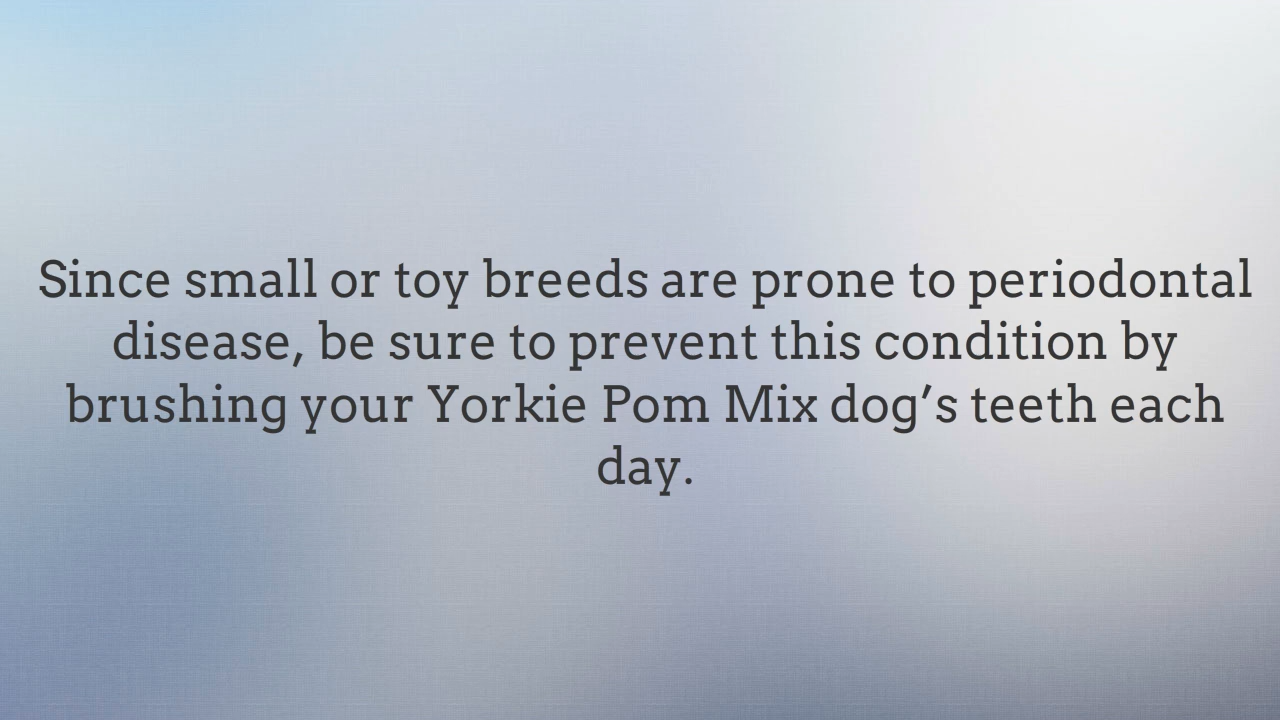 Since small or toy breeds are prone to periodontal
disease, be sure to prevent this condition by
brushing your Yorkie Pom Mix dog’s teeth each
day.